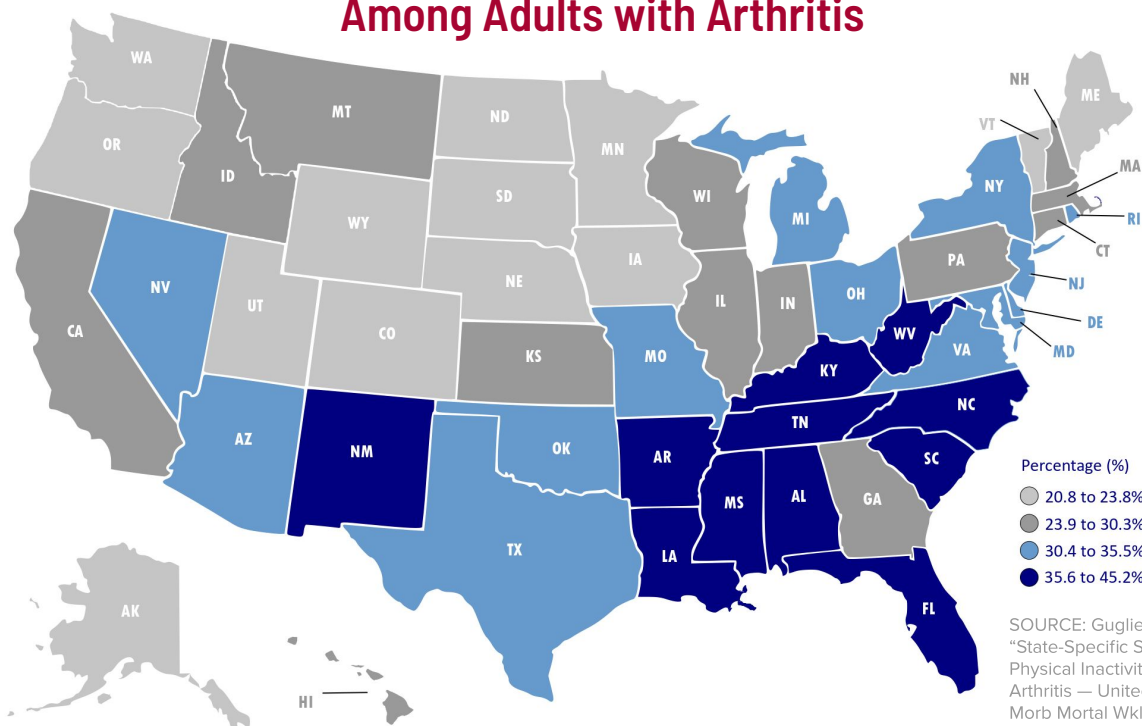 Among Adults with Arthritis
WA
MT
ND
MN
OR
ID
SD
WI
NH
VT
ME
MA
NY
RI
MI
CT
WY
IA
NE
PA
NJ
NV
UT
CO
IL
IN
OH
DE
MD
CA
KS
MO
WV
VA
KY
NC
TN
AZ
NM
OK
AR
SC
MS
AL
GA
TX
LA
FL
AK
HI
Percentage (%)
20.8 to 23.8%
23.9 to 30.3%
30.4 to 35.5%
35.6 to 45.2%
SOURCE:
“State-Specific
Physical
Arthritis —
Morb Mortal